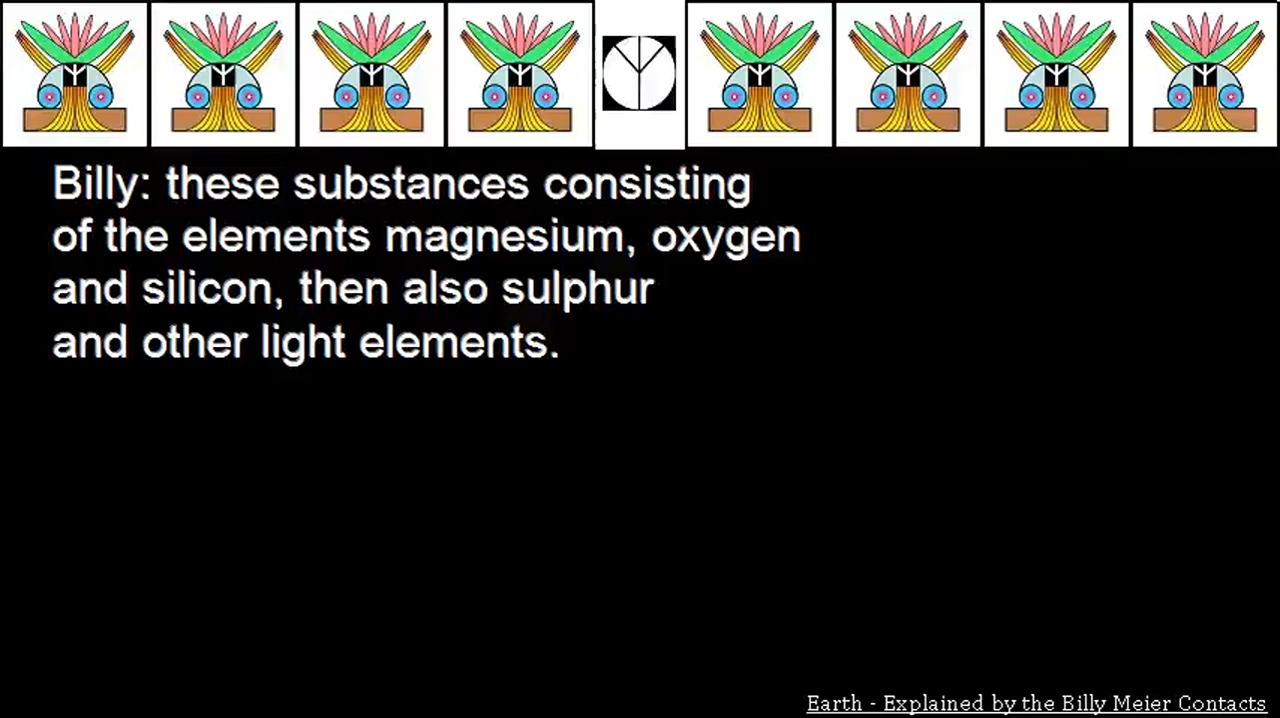 Billy: these substances consisting
of the elements magnesium, oxygen
and silicon, then also sulphur
and other light elements.
Earth - Explained by the Billy Meier Contacts